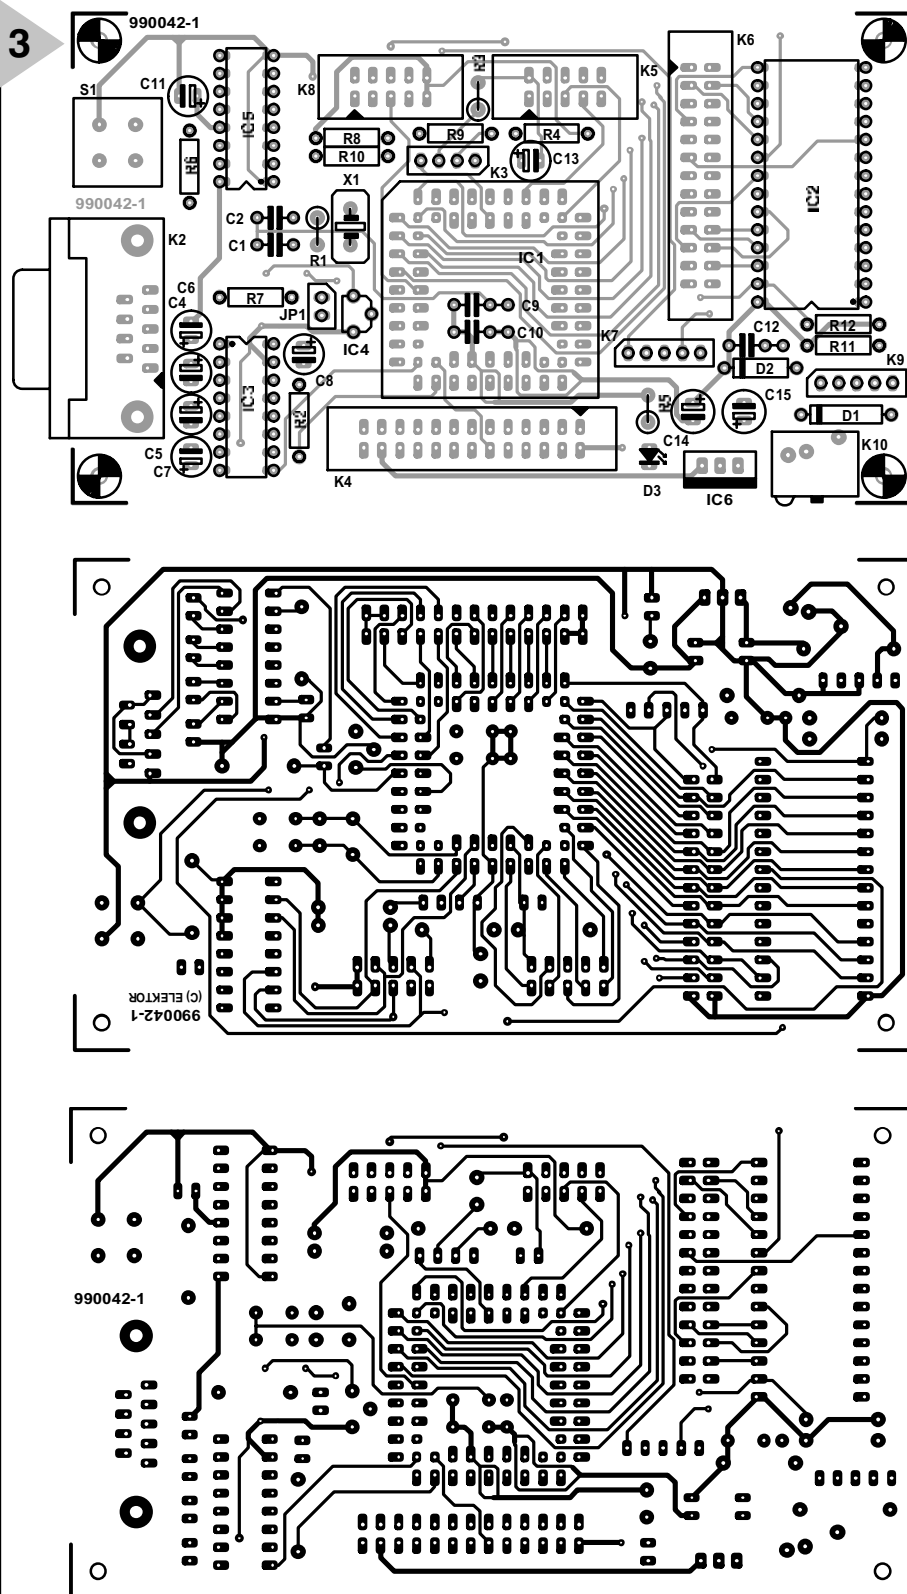 3
990042-1
S1
C11
IC5
K8
R3
K5
K6
R8
R10
R9
R4
R6
C13
K3
X1
990042-1
IC2
K2
C2
C1
R1
IC1
C6
C4
R7
JP1
IC4
C9
C10
K7
C12
R12
R11
IC3
C8
R2
R5
D2
K9
C15
D1
C5
C7
C14
K10
K4
D3
IC6
(C) ELEKTOR
990042-1
990042-1